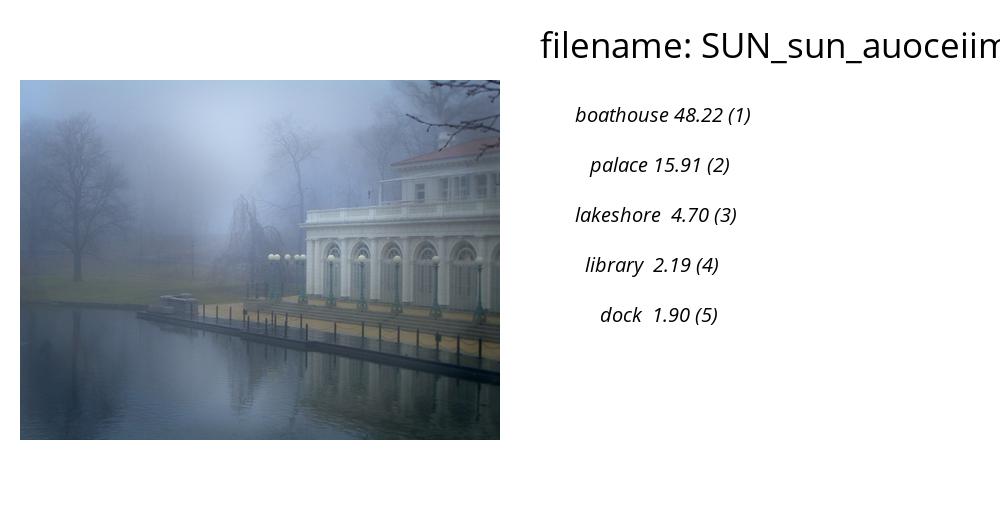 filename: SUN_sun_auoceiim
boathouse 48.22 (1)
palace 15.91 (2)
lakeshore 4.70 (3)
library 2.19 (4)
dock 1.90 (5)